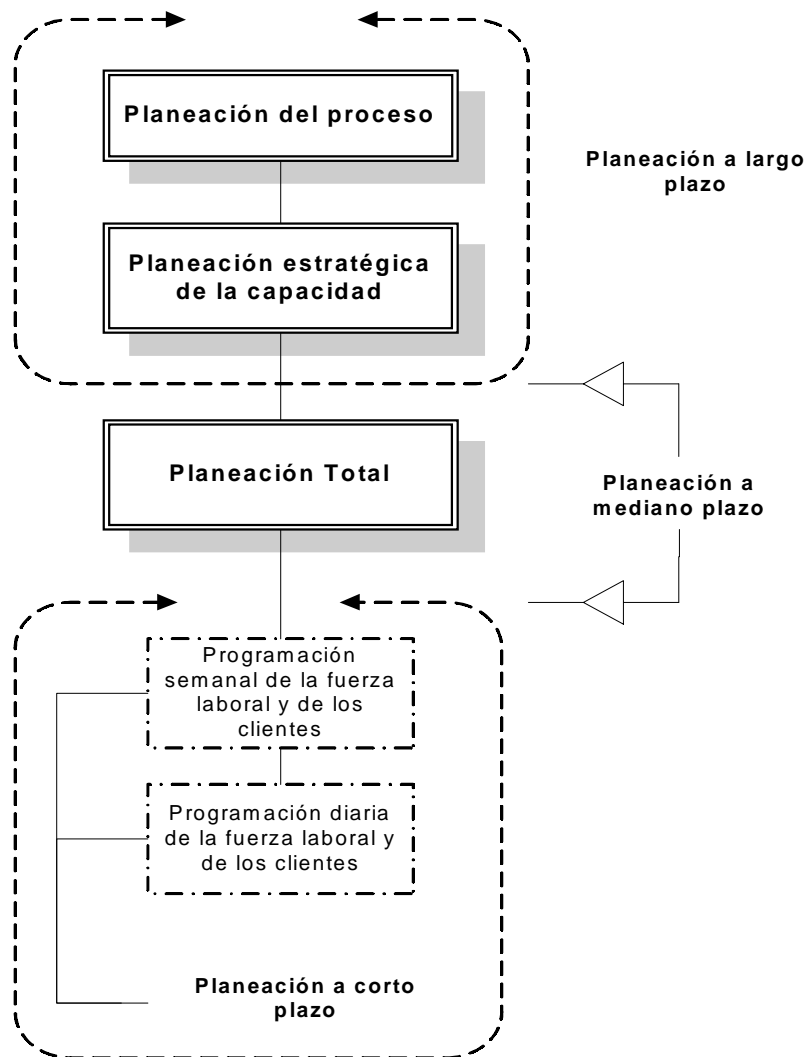 Planeación del proceso
Planeación a largo
plazo
Planeación estratégica
de la capacidad
Planeación Total
Planeación a
mediano plazo
Programación
semanal de la fuerza
laboral y de los
clientes
Programación diaria
de la fuerza laboral y
de los clientes
Planeación a corto
plazo